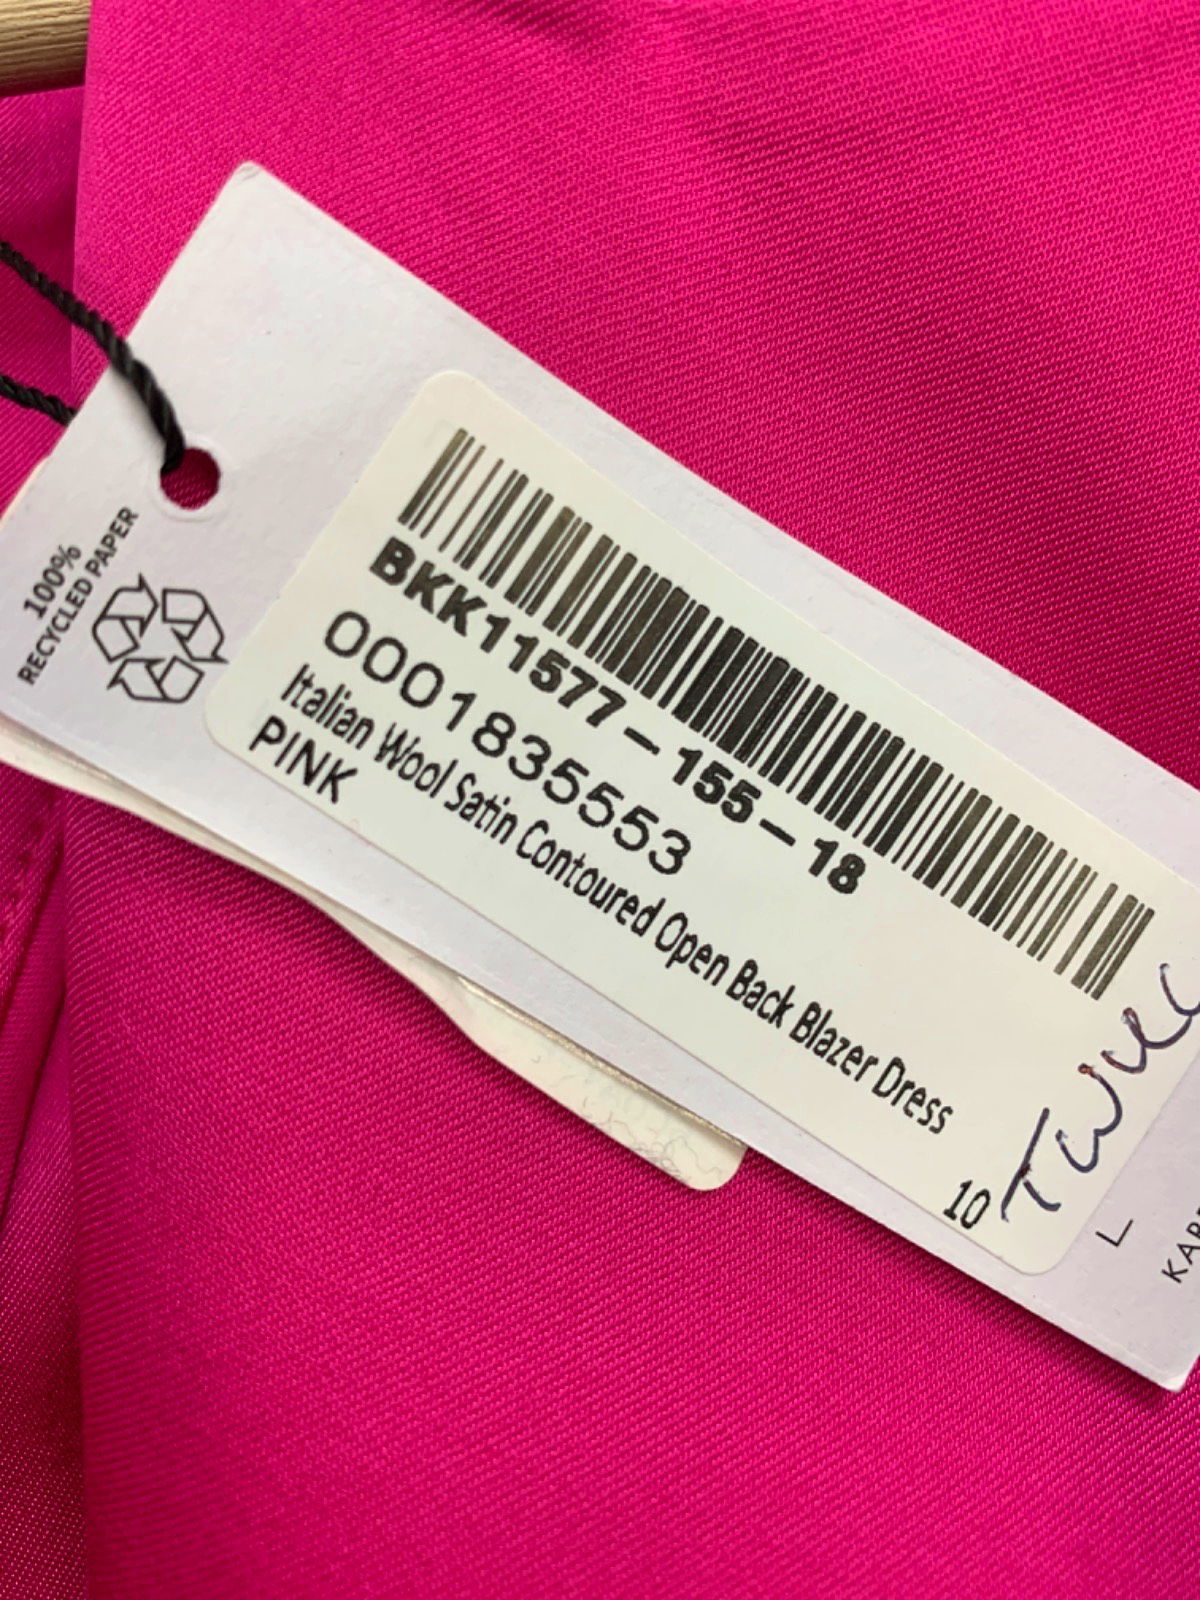 100%
RECYCLED PAPER
BKK11577-155-18
0001835553
Italian Wool Satin Contoured Open Back Blazer Dress
PINK
10
L